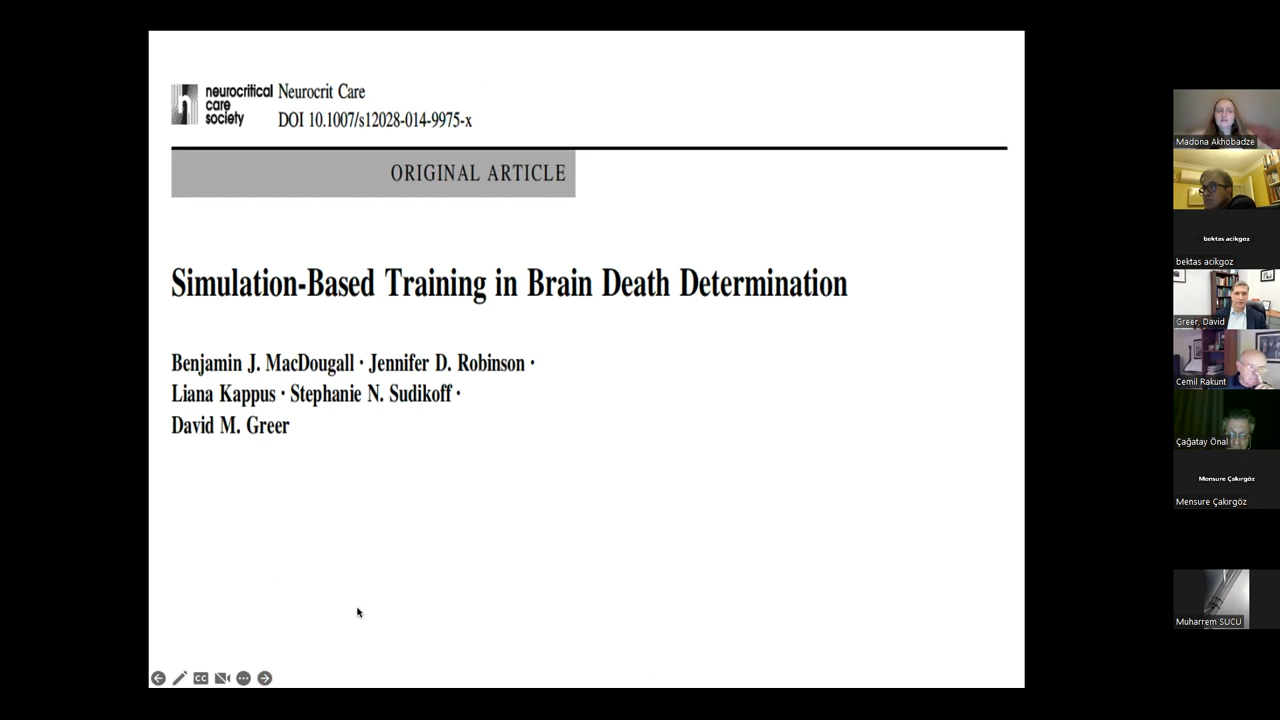 neurocritical
care
society
Neurocrit Care
DOI 10.1007/s12028-014-9975-x
ORIGINAL ARTICLE
Simulation-Based Training in Brain Death Determination
Benjamin J. MacDougall · Jennifer D. Robinson ·
Liana Kappus · Stephanie N. Sudikoff ·
David M. Greer
CC
Madona Akhobadze
bektas acikgoz
bektas acikgoz
Greer, David
Cemil Rakunt
Çağatay Önal
Mensure Çakırgöz
Mensure Çakırgöz
Muharrem SUCU